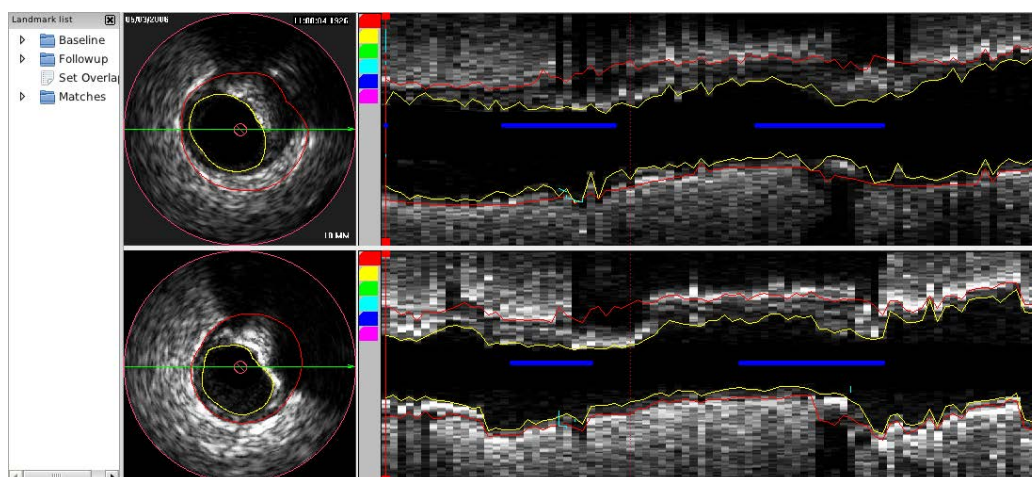 Landmark list
Baseline
Followup
Set Overlap
Matches
05/03/2006
11:00:04 1926
10 MM